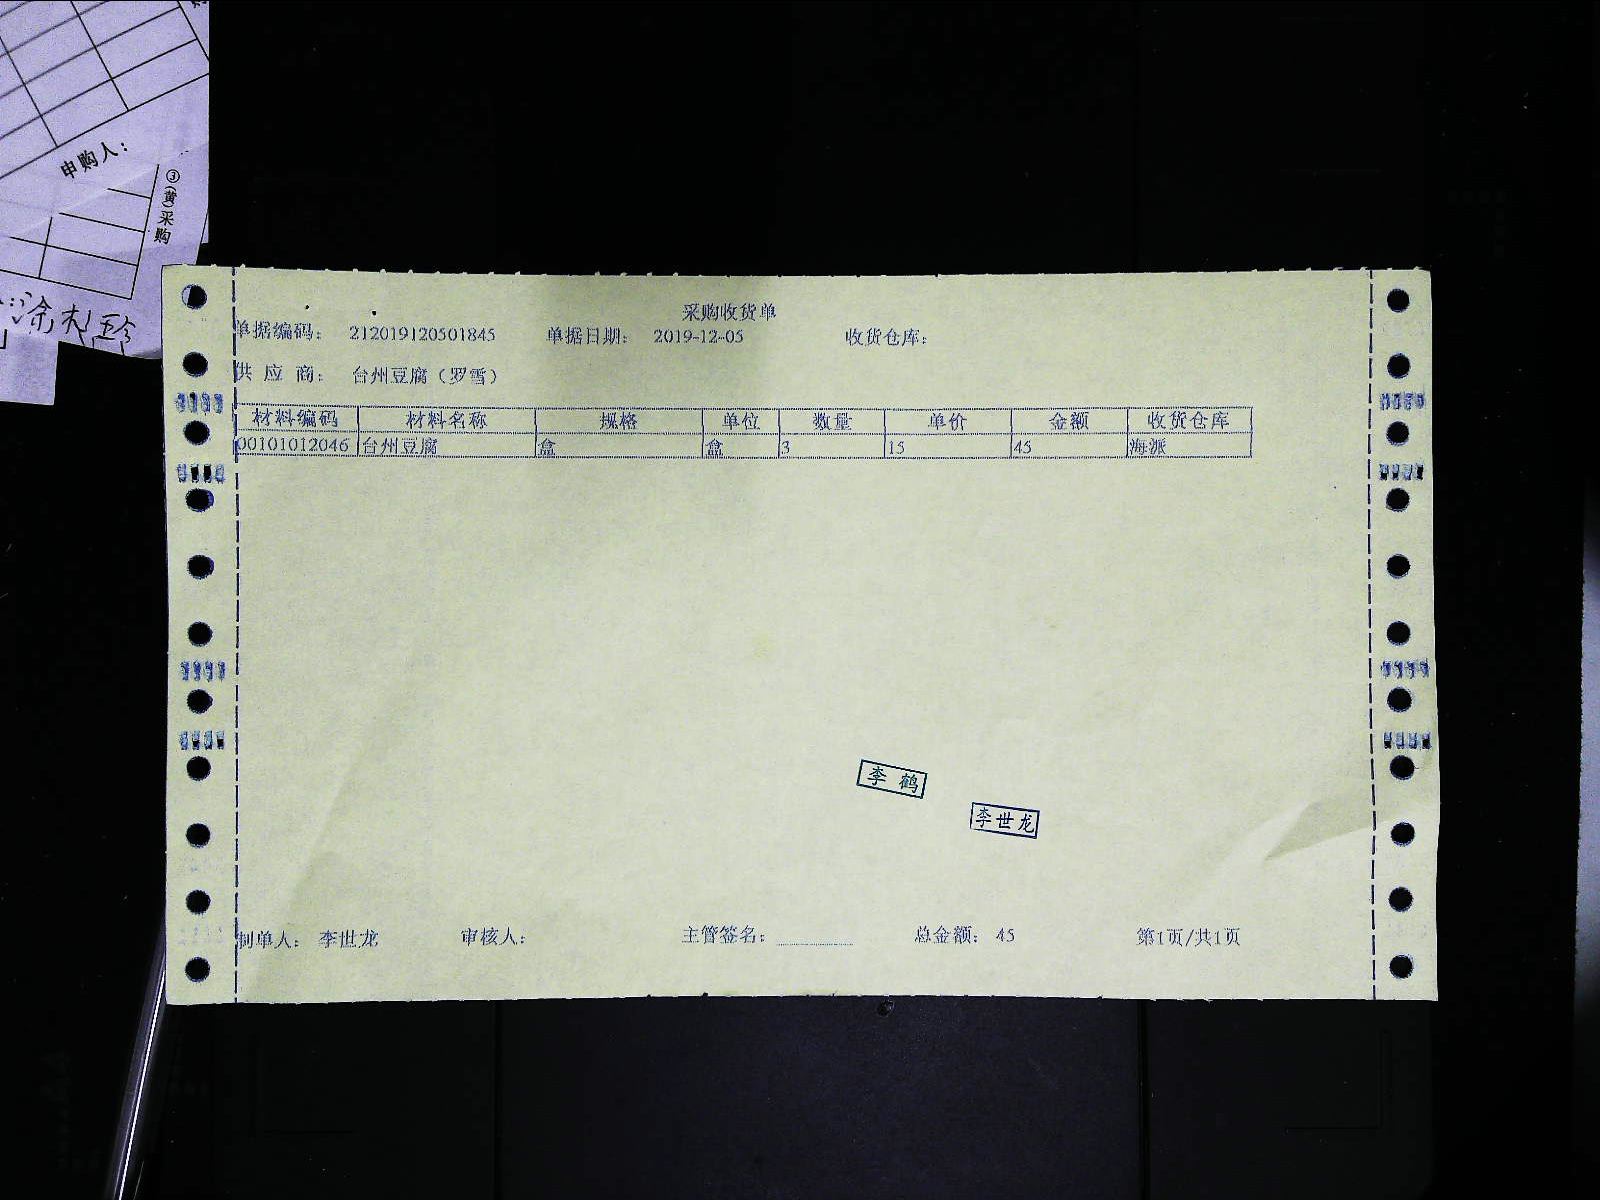 申购人：
③(黄)采购
采购收货单
单据编码： 212019120501845 单据日期： 2019-12-05 收货仓库：
供 应 商： 台州豆腐（罗雪）
材料编码 材料名称 规格 单位 数量 单价 金额 收货仓库
00101012046 台州豆腐 盒 盒 3 15 45 海派
李 鹤
李世龙
制单人： 李世龙 审核人： 主管签名： 总金额： 45 第1页/共1页